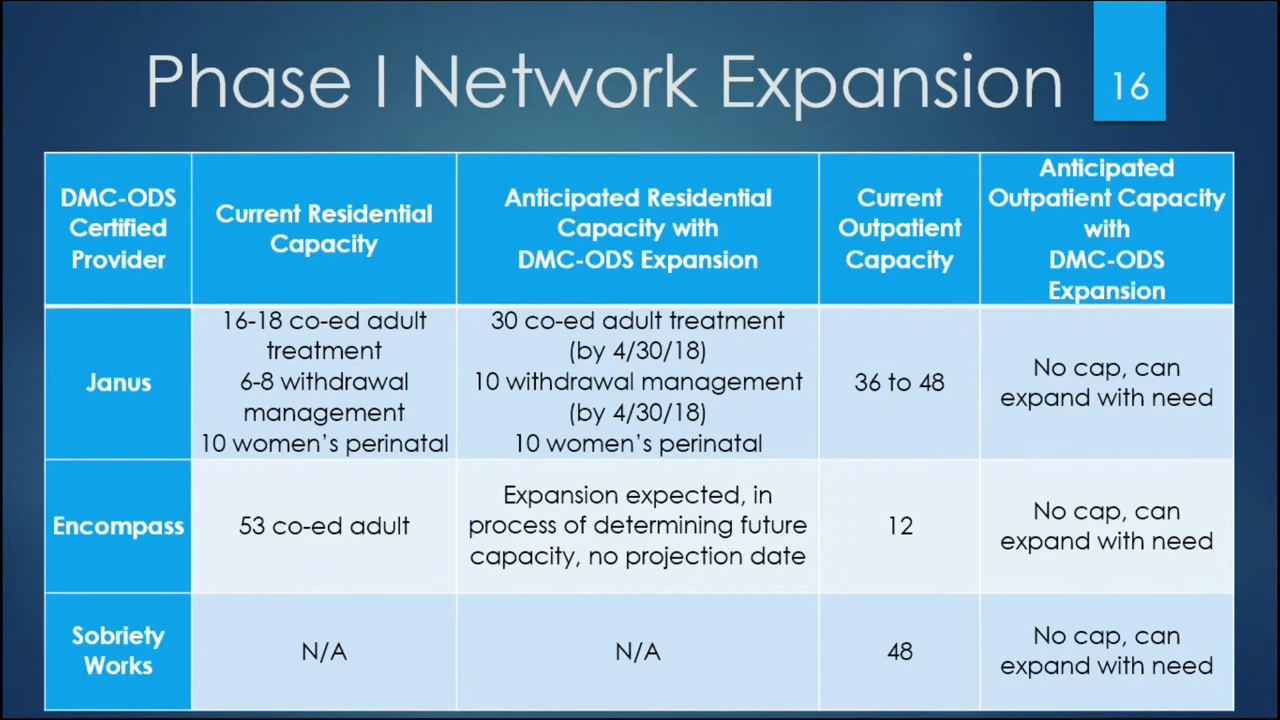 Phase I Network Expansion
16
DMC-ODS
Certified
Provider
Current Residential
Capacity
Anticipated Residential
Capacity with
DMC-ODS Expansion
Current
Outpatient
Capacity
Anticipated
Outpatient Capacity
with
DMC-ODS
Expansion
Janus
16-18 co-ed adult
treatment
6-8 withdrawal
management
10 women's perinatal
30 co-ed adult treatment
(by 4/30/18)
10 withdrawal management
(by 4/30/18)
10 women's perinatal
36 to 48
No cap, can
expand with need
Encompass
53 co-ed adult
Expansion expected, in
process of determining future
capacity, no projection date
12
No cap, can
expand with need
Sobriety
Works
N/A
N/A
48
No cap, can
expand with need